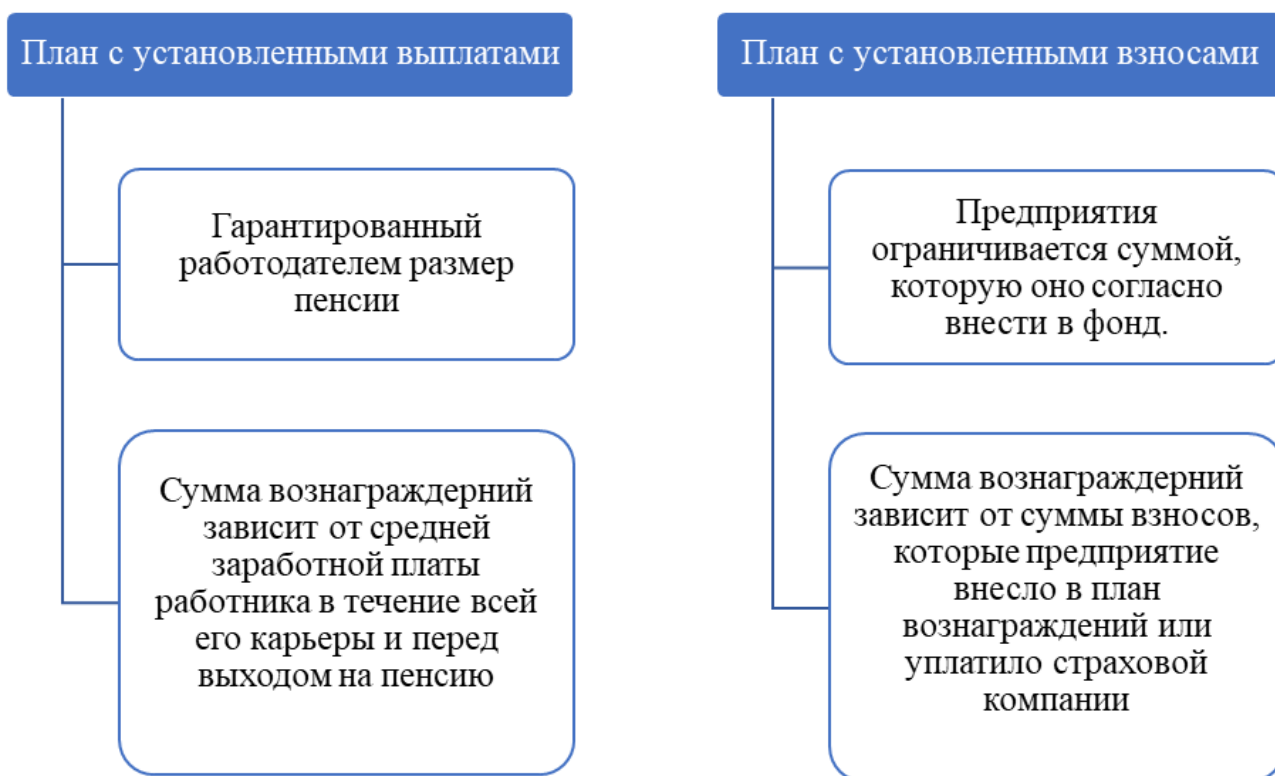 План с установленными выплатами
Гарантированный
работодателем размер
пенсии
Сумма вознаграждерний
зависит от средней
заработной платы
работника в течение всей
его карьеры и перед
выходом на пенсию
План с установленными взносами
Предприятия
ограничивается суммой,
которую оно согласно
внести в фонд.
Сумма вознаграждерний
зависит от суммы взносов,
которые предприятие
внесло в план
вознаграждений или
уплатило страховой
компании